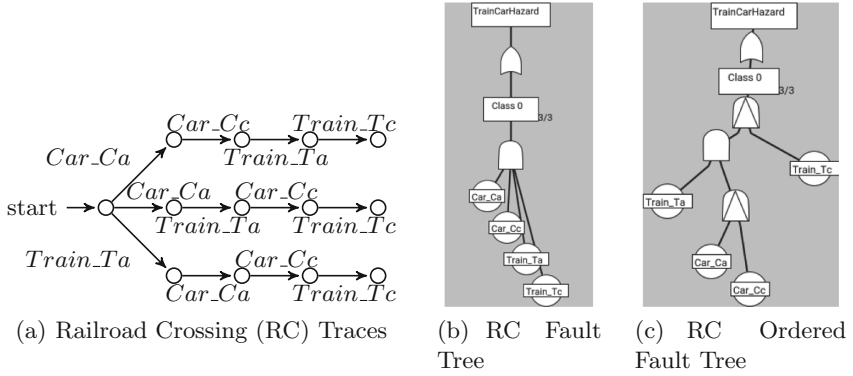 Car_Cc
Train_Tc
Car_Ca
Train_Ta
start
Car_Ca
Car_Cc
Train_Ta
Train_Tc
Train_Ta
Car_Cc
Car_Ca
Train_Tc
(a) Railroad Crossing (RC) Traces
TrainCarHazard
Class 0
3/3
Car_Ca
Car_Cc
Train_Ta
Train_Tc
(b) RC Fault
Tree
TrainCarHazard
Class 0
3/3
Train_Tc
Train_Ta
Car_Ca
Car_Cc
(c) RC Ordered
Fault Tree